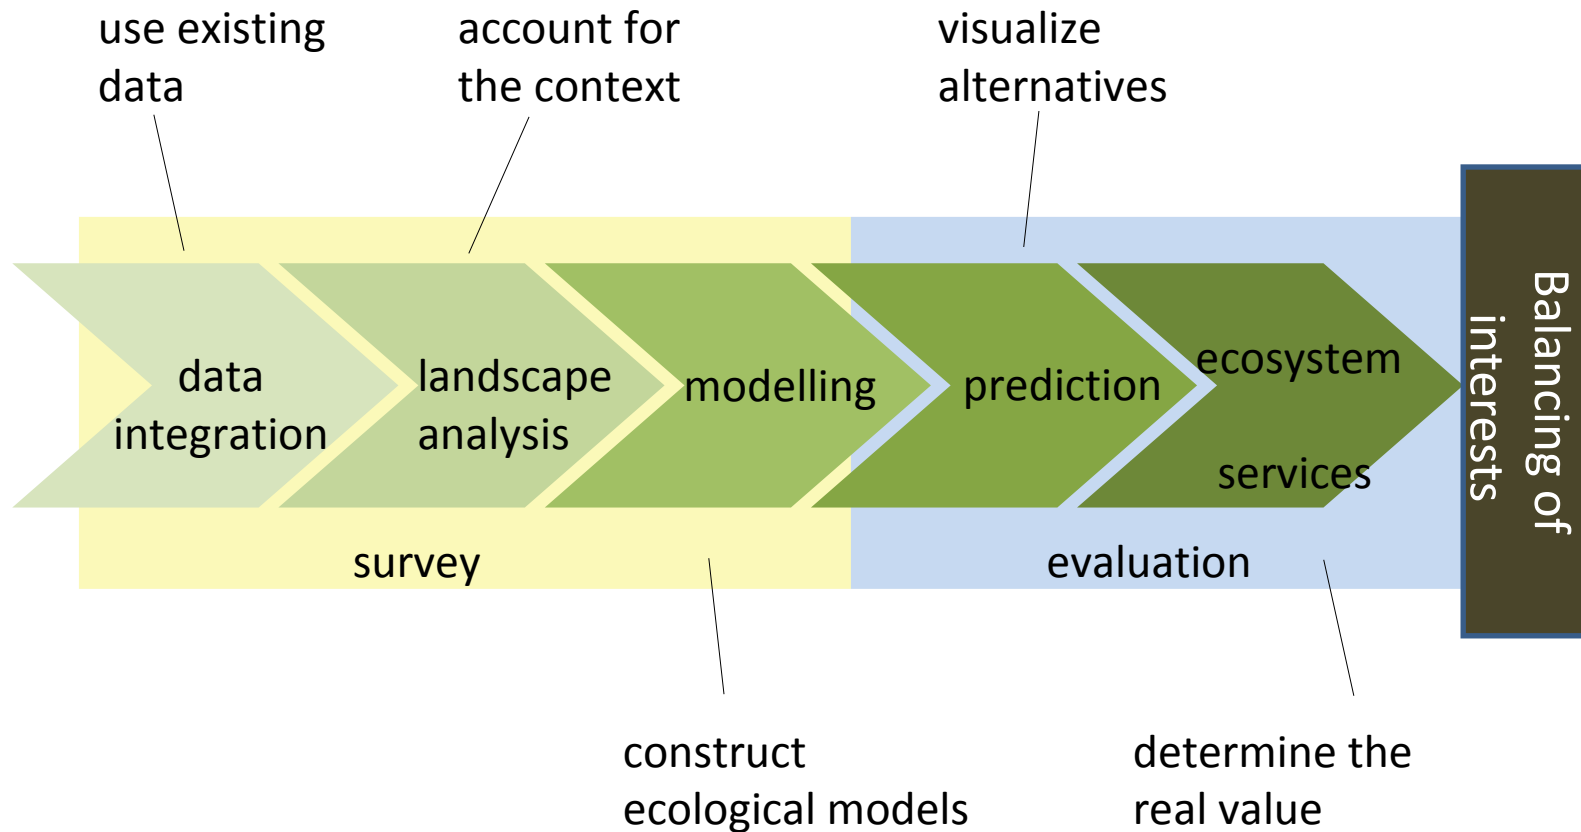 use existing
data
account for
the context
visualize
alternatives
data
integration
landscape
analysis
modelling
prediction
ecosystem
services
Balancing of
interests
survey
evaluation
construct
ecological models
determine the
real value